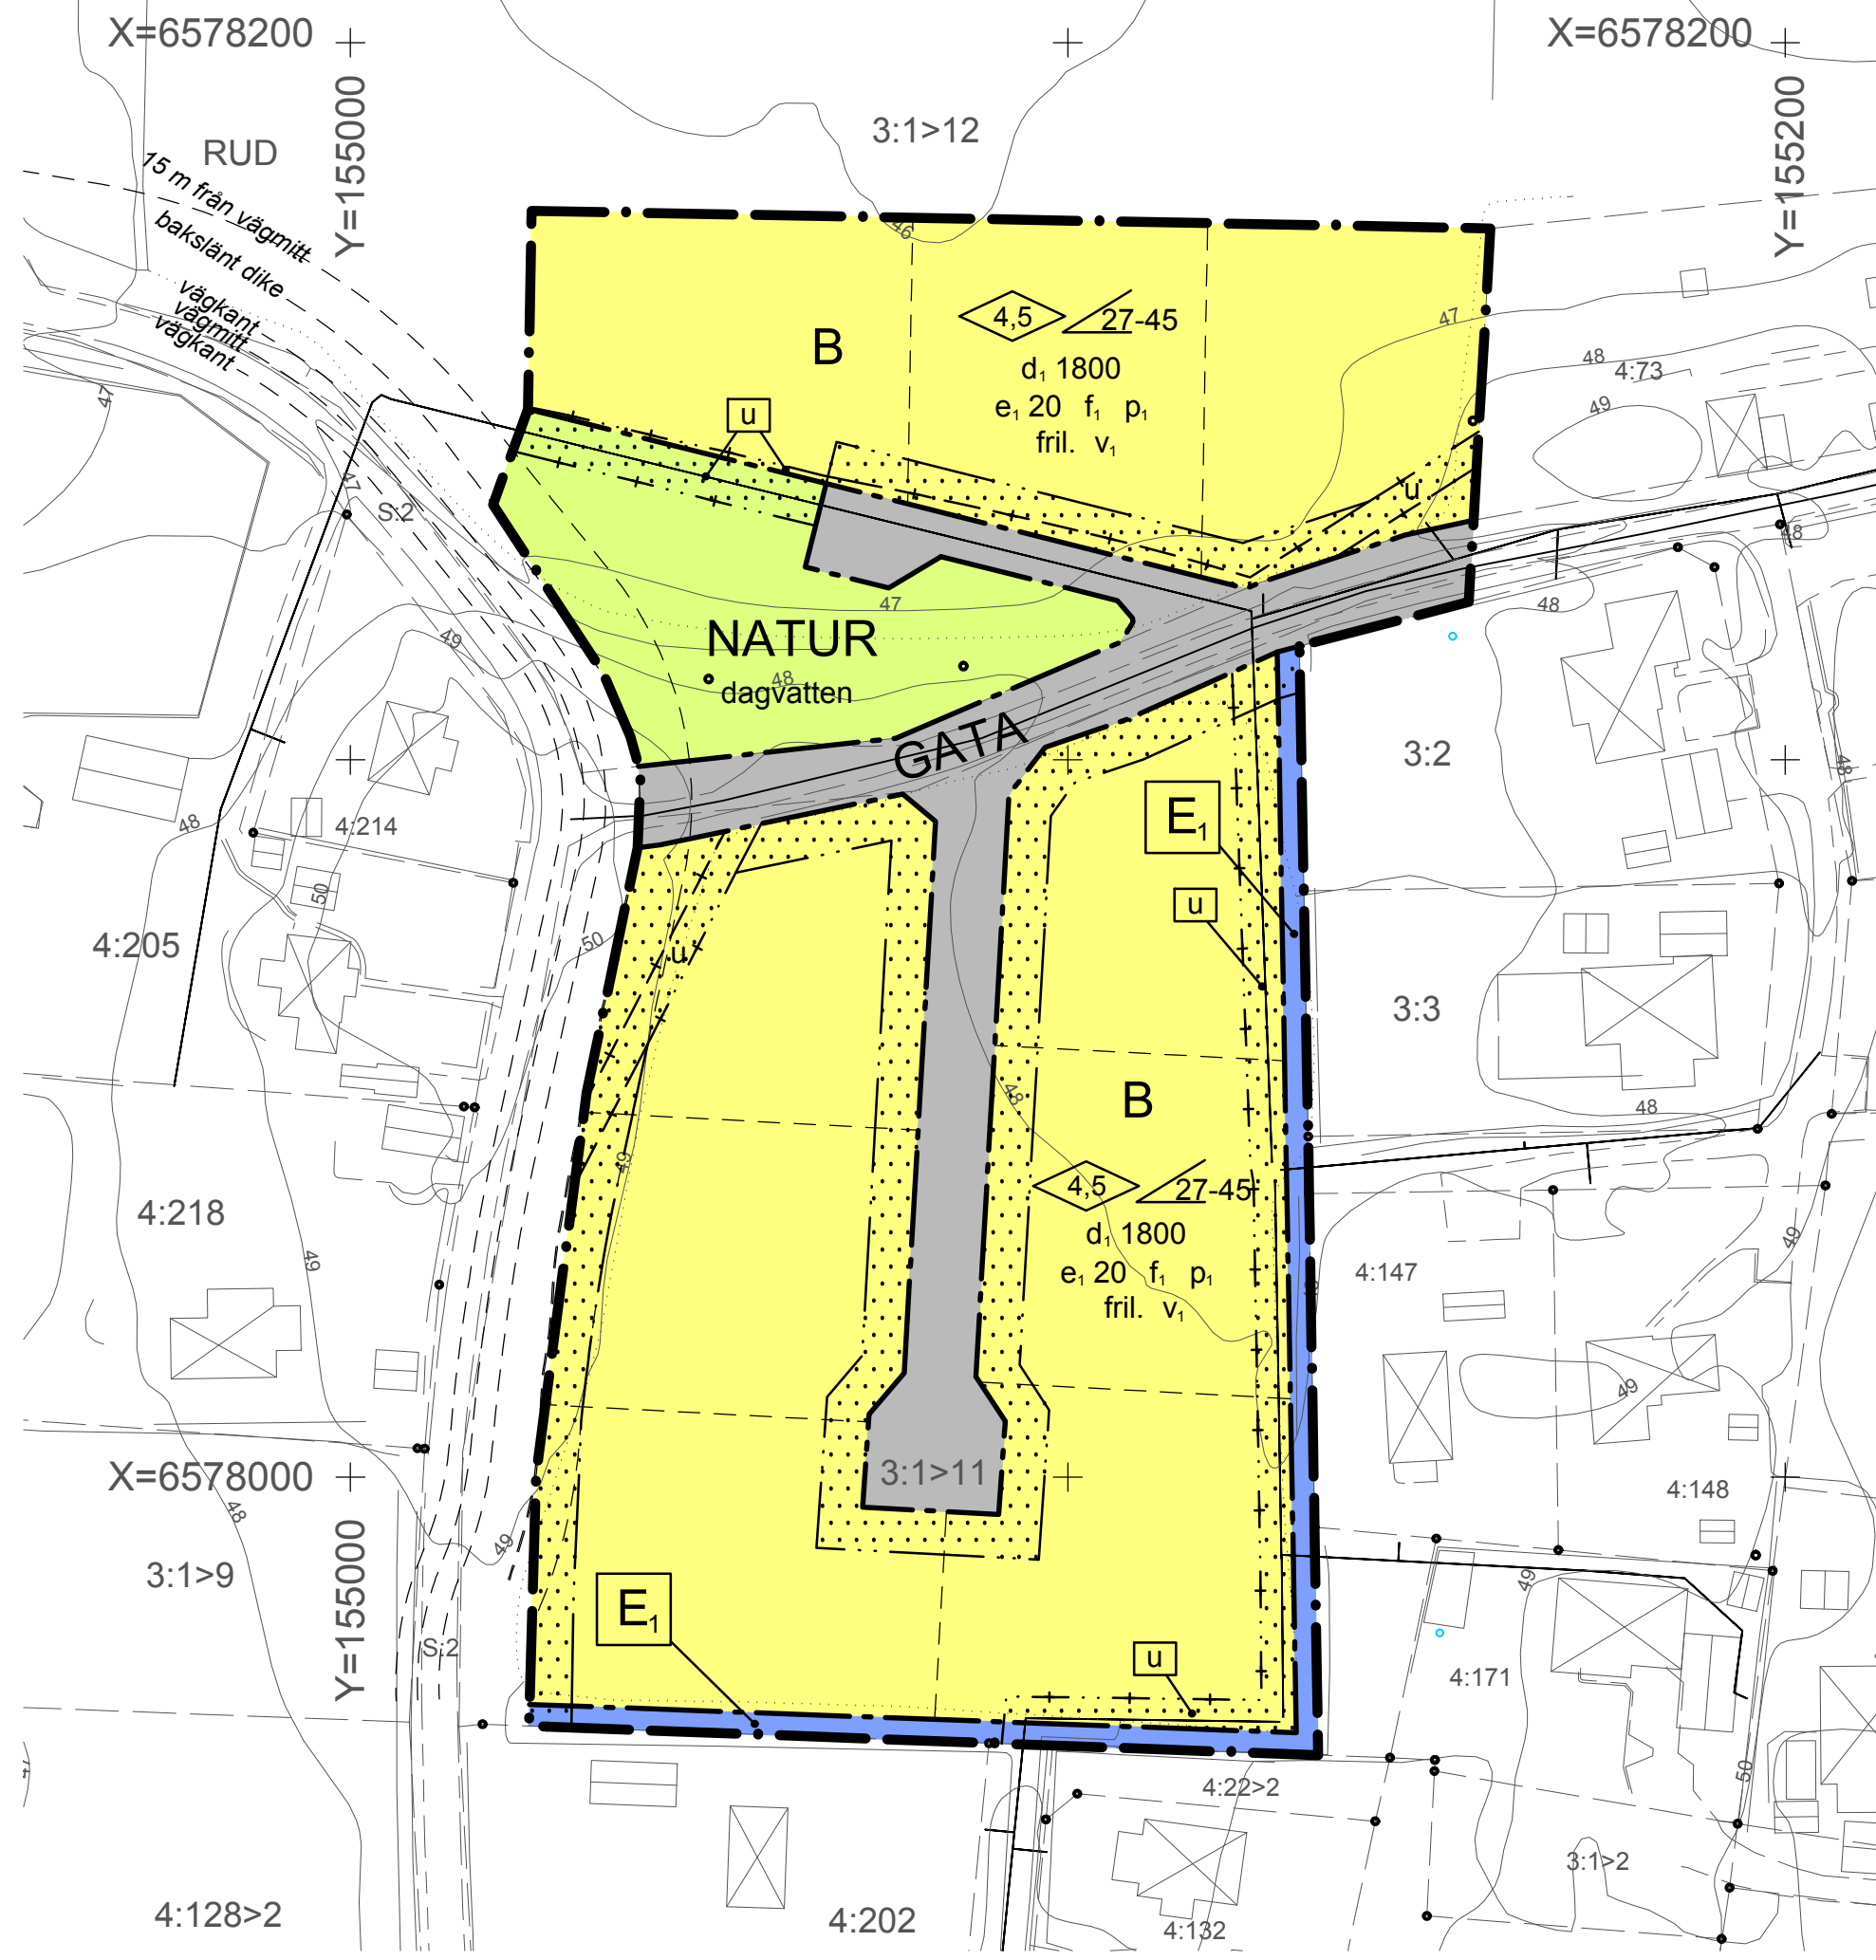 X=6578200
X=6578200
Y=155000
Y=155200
3:1>12
RUD
15 m från vägmitt
bakslänt dike
vägkant
vägmitt
vägkant
46
47
4,5
27-45
B
48
4:73
d1 1800
47
49
e1 20 f1 p1
u
fril. v1
47
u
S:2
48
47
48
49
NATUR
48
dagvatten
GATA
3:2
48
E1
48
4:214
50
u
4:205
50
u
3:3
48
B
48
49
4,5
27-45
4:218
d1 1800
49
49
e1 20 f1 p1
4:147
fril. v1
49
X=6578000
3:1>11
4:148
48
49
3:1>9
Y=155000
49
E1
S:2
u
4:171
50
4:22>2
3:1>2
4:128>2
4:202
4:132